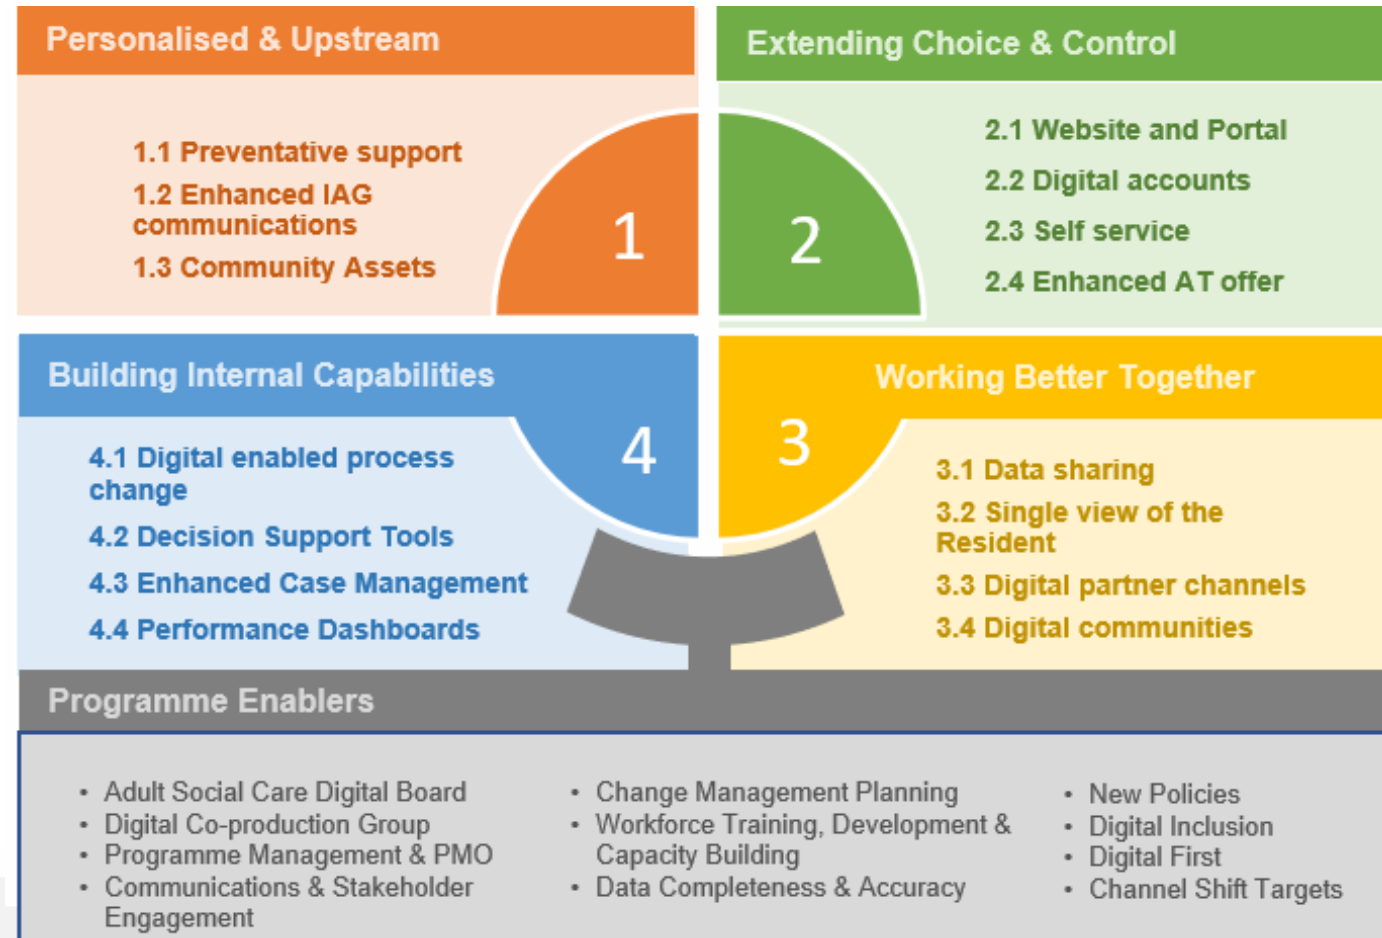 Personalised & Upstream
1.1 Preventative support
1.2 Enhanced IAG
communications
1.3 Community Assets
1
Extending Choice & Control
2.1 Website and Portal
2.2 Digital accounts
2.3 Self service
2.4 Enhanced AT offer
2
Building Internal Capabilities
4.1 Digital enabled process
change
4.2 Decision Support Tools
4.3 Enhanced Case Management
4.4 Performance Dashboards
4
Working Better Together
3.1 Data sharing
3.2 Single view of the
Resident
3.3 Digital partner channels
3.4 Digital communities
3
Programme Enablers
• Adult Social Care Digital Board
• Digital Co-production Group
• Programme Management & PMO
• Communications & Stakeholder
Engagement
• Change Management Planning
• Workforce Training, Development &
Capacity Building
• Data Completeness & Accuracy
• New Policies
• Digital Inclusion
• Digital First
• Channel Shift Targets